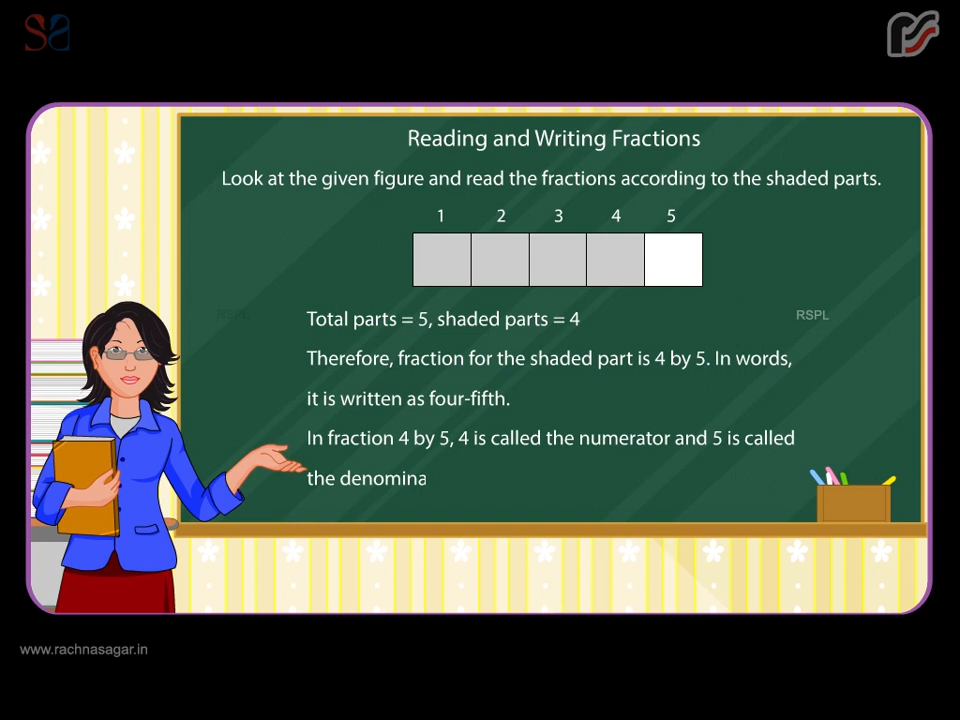 Reading and Writing Fractions
Look at the given figure and read the fractions according to the shaded parts.
1 2 3 4 5
RSPL
RSPL
Total parts = 5, shaded parts = 4
Therefore, fraction for the shaded part is 4 by 5. In words,
it is written as four-fifth.
In fraction 4 by 5, 4 is called the numerator and 5 is called
the denomina
www.rachnasagar.in